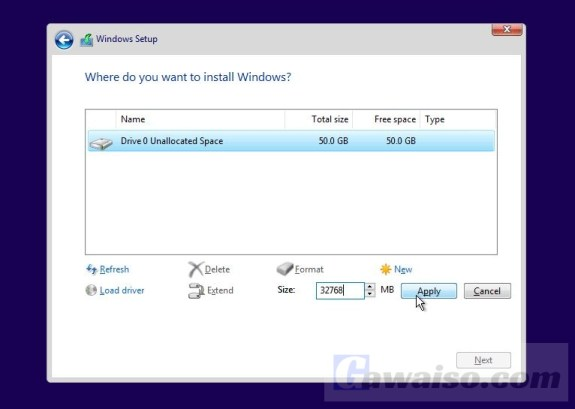 Windows Setup
Where do you want to install Windows?
Name Total size Free space Type
Drive 0 Unallocated Space 50.0 GB 50.0 GB
Refresh Delete Format New
Load driver Extend Size: 32768 MB Apply Cancel
Next
Gawaiso.com